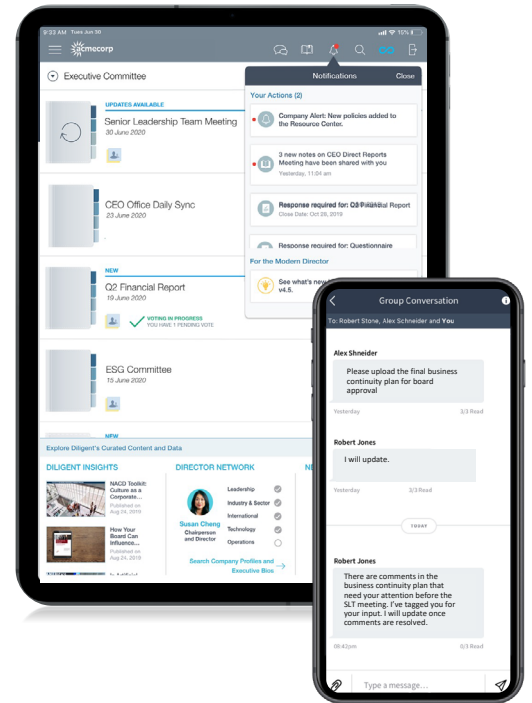 9:33 AM Tues Jun 30
15%
acmecorp
Executive Committee
UPDATES AVAILABLE
Senior Leadership Team Meeting
30 June 2020
CEO Office Daily Sync
23 June 2020
NEW
Q2 Financial Report
19 June 2020
VOTING IN PROGRESS
YOU HAVE 1 PENDING VOTE
ESG Committee
15 June 2020
NEW
Notifications
Close
Your Actions (2)
Company Alert: New policies added to
the Resource Center.
3 new notes on CEO Direct Reports
Meeting have been shared with you
Yesterday, 11:04 am
Response required for: Q2 Financial Report
Close Date: Oct 28, 2019
Response required for: Questionnaire
For the Modern Director
See what's new
v4.5.
Explore Diligent's Curated Content and Data
DILIGENT INSIGHTS
NACD Toolkit:
Culture as a
Corporate...
Published on
Aug 24, 2019
How Your
Board Can
Influence...
Published on
Aug 24, 2019
DIRECTOR NETWORK
Susan Cheng
Chairperson
and Director
Leadership
Industry & Sector
International
Technology
Operations
Search Company Profiles and
Executive Bios
Group Conversation
To: Robert Stone, Alex Schneider and You
Alex Shneider
Please upload the final business
continuity plan for board
approval
Yesterday
3/3 Read
Robert Jones
I will update.
Yesterday
3/3 Read
TODAY
Robert Jones
There are comments in the
business continuity plan that
need your attention before the
SLT meeting. I've tagged you for
your input. I will update once
comments are resolved.
08:42pm
0/3 Read
Type a message...